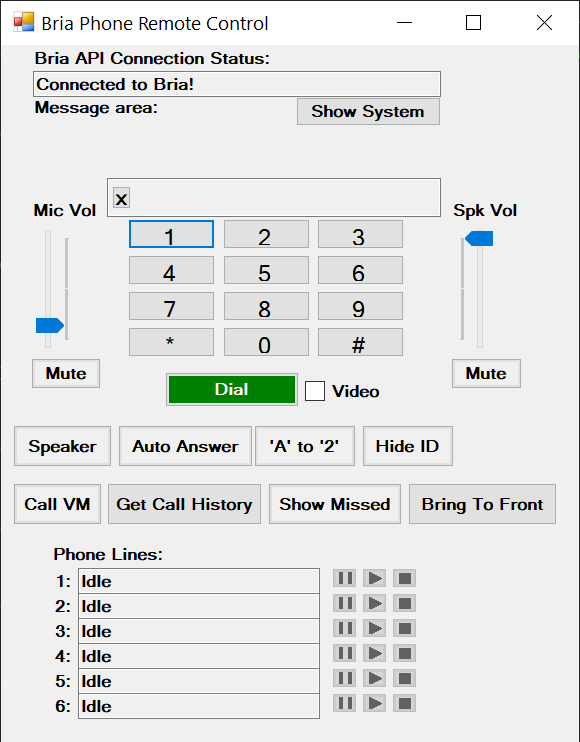 Bria Phone Remote Control
Bria API Connection Status:
Connected to Bria!
Message area:
Show System
x
Mic Vol
Spk Vol
1 2 3
4 5 6
7 8 9
* 0 #
Mute
Mute
Dial
Video
Speaker Auto Answer 'A' to '2' Hide ID
Call VM Get Call History Show Missed Bring To Front
Phone Lines:
1: Idle
2: Idle
3: Idle
4: Idle
5: Idle
6: Idle